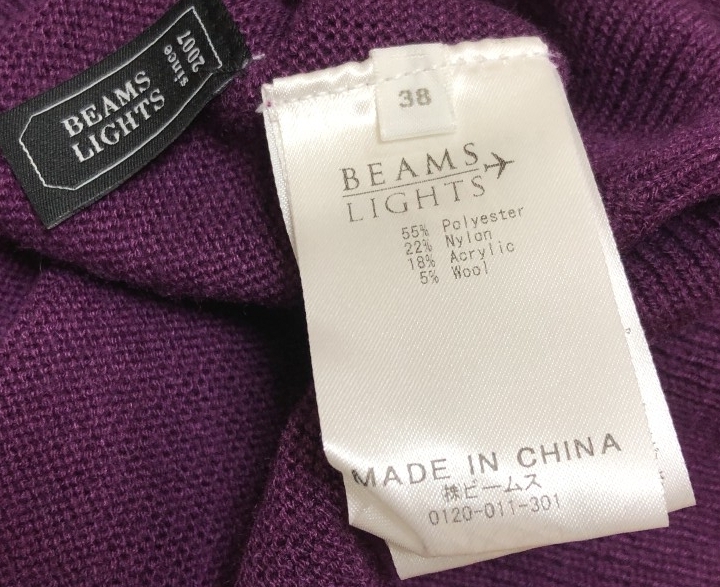 BEAMS
LIGHTS
since
2007
38
BEAMS
LIGHTS
55% Polyester
22% Nylon
18% Acrylic
5% Wool
MADE IN CHINA
㈱ビームス
0120-011-301